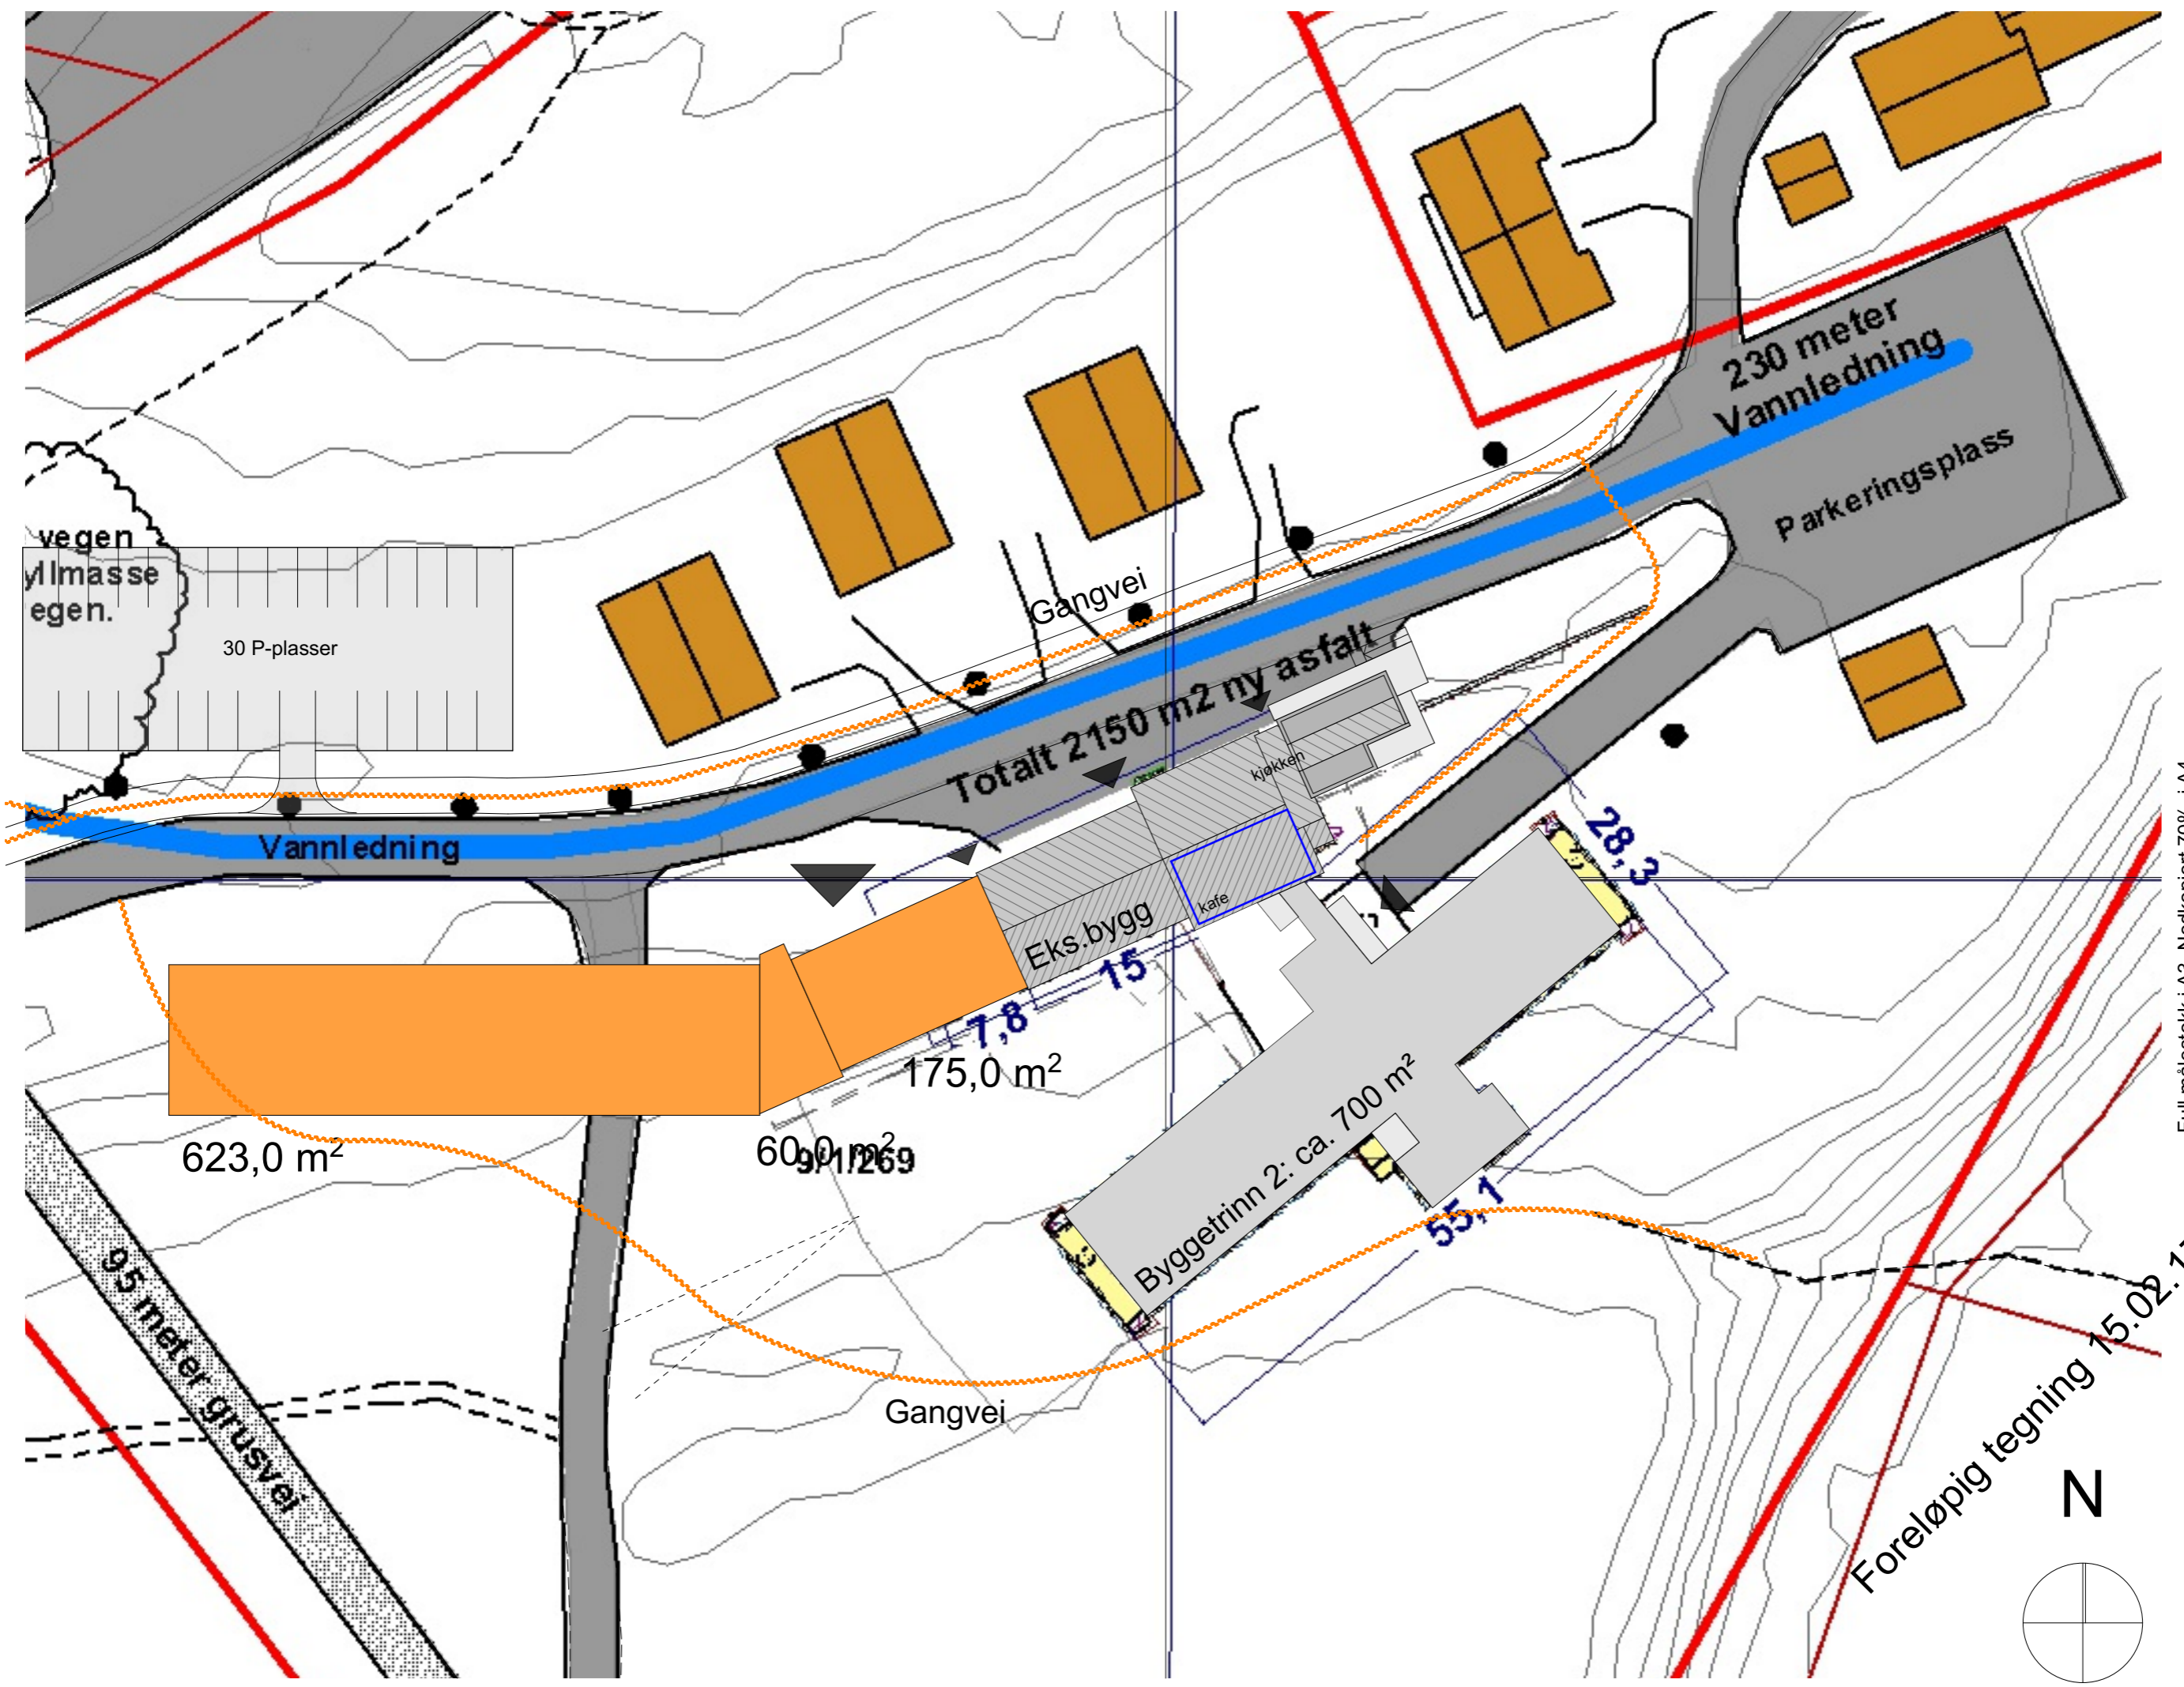 230 meter
Vannledning
Parkeringsplass
vegen
yllmasse
egen.
30 P-plasser
Gangvei
Totalt 2150 m2 ny asfalt
kjøkken
Vannledning
kafe
Eks.bygg
28,3
15
7,8
175,0 m²
623,0 m²
60,0 m²
9/1/269
Byggetrinn 2: ca. 700 m²
55,1
95 meter grusvei
Gangvei
Foreløpig tegning 15.02.1
N